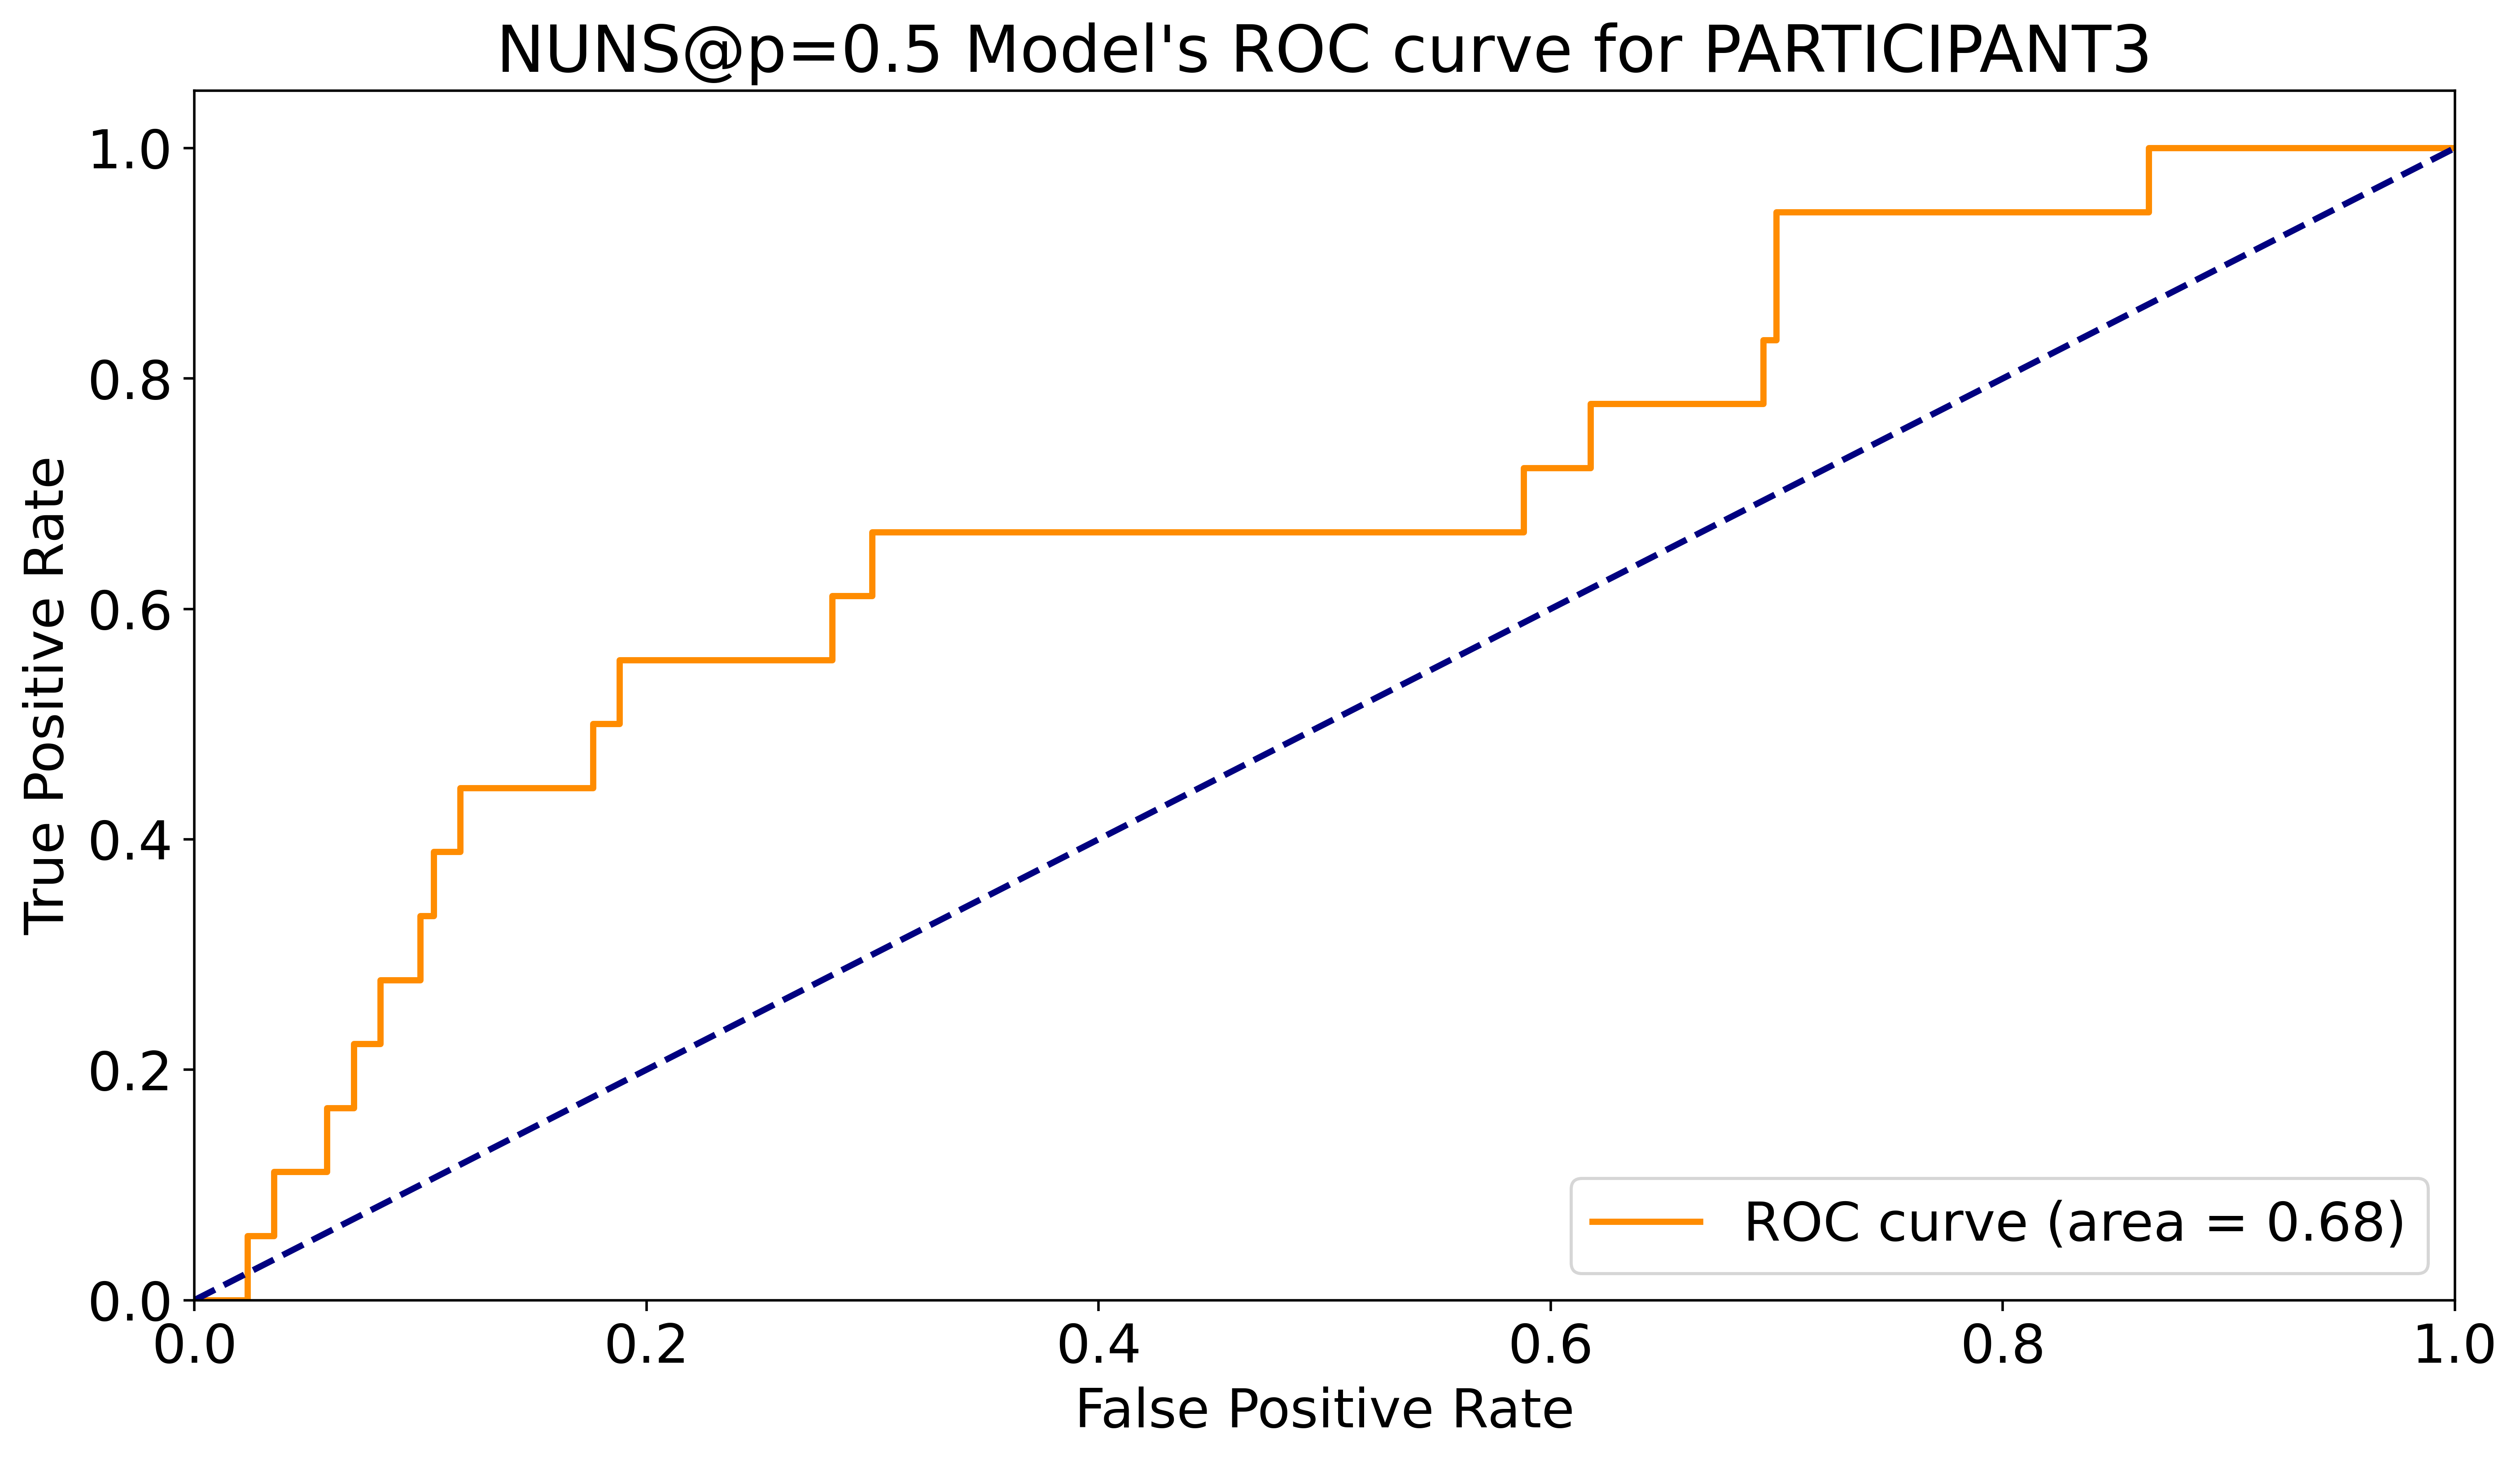 NUNS@p=0.5 Model's ROC curve for PARTICIPANT3
True Positive Rate
1.0
0.8
0.6
0.4
0.2
0.0
ROC curve (area = 0.68)
0.0 0.2 0.4 0.6 0.8 1.0
False Positive Rate